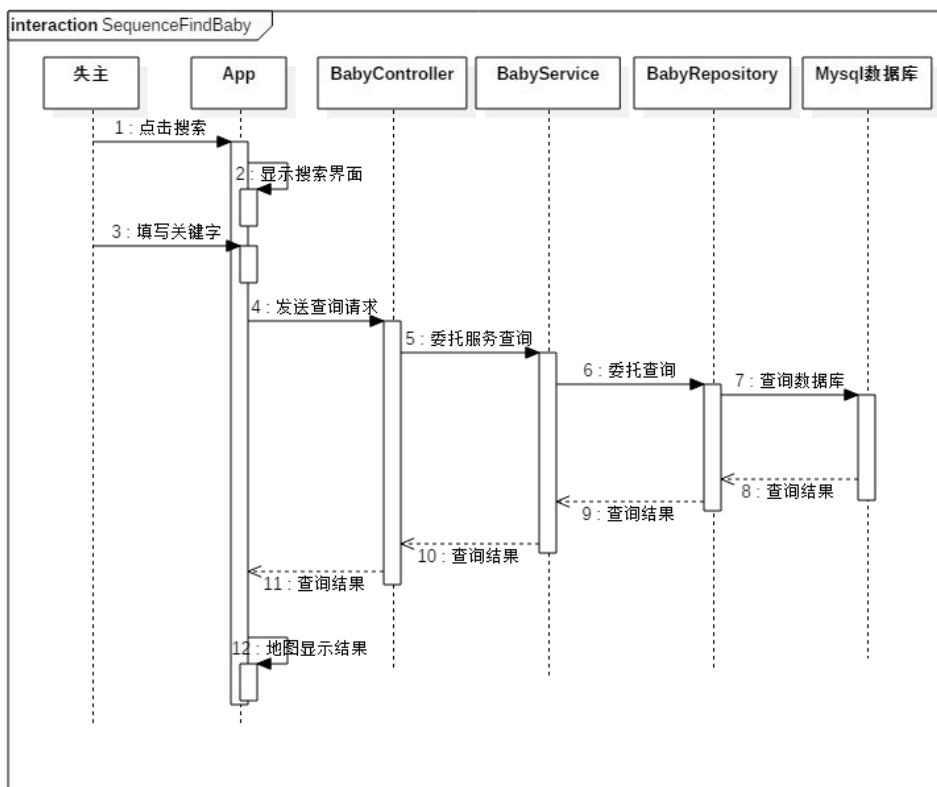 interaction SequenceFindBaby
失主
App
BabyController
BabyService
BabyRepository
Mysql数据库
1 : 点击搜索
2 : 显示搜索界面
3 : 填写关键字
4 : 发送查询请求
5 : 委托服务查询
6 : 委托查询
7 : 查询数据库
8 : 查询结果
9 : 查询结果
10 : 查询结果
11 : 查询结果
12 : 地图显示结果